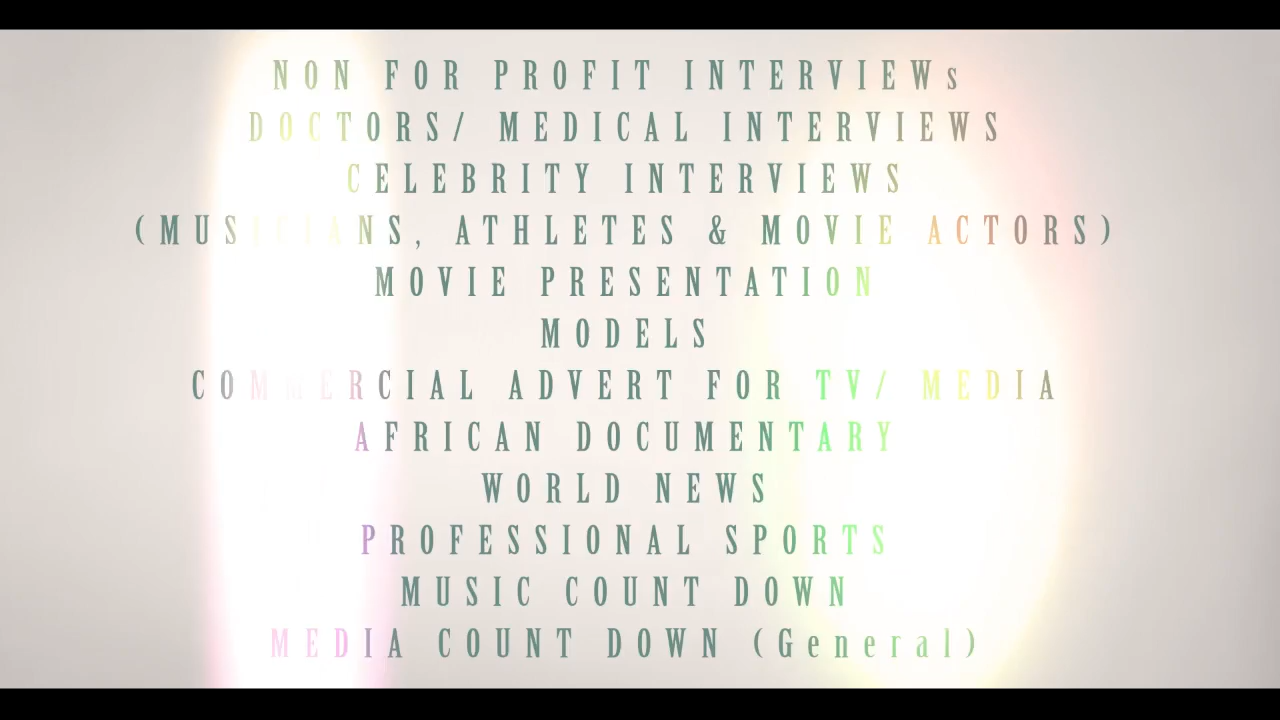 NON FOR PROFIT INTERVIEWs
DOCTORS/ MEDICAL INTERVIEWS
CELEBRITY INTERVIEWS
(MUSICIANS, ATHLETES & MOVIE ACTORS)
MOVIE PRESENTATION
MODELS
COMMERCIAL ADVERT FOR TV/ MEDIA
AFRICAN DOCUMENTARY
WORLD NEWS
PROFESSIONAL SPORTS
MUSIC COUNT DOWN
MEDIA COUNT DOWN (General)